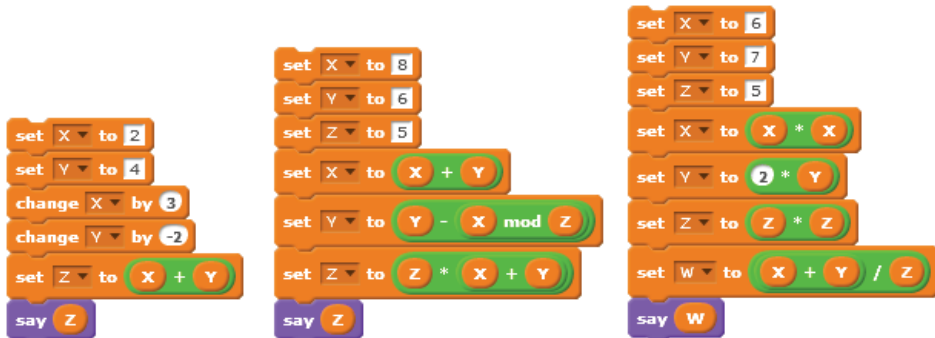 set X to 2
set Y to 4
change X by 3
change Y by -2
set Z to X + Y
say Z
set X to 8
set Y to 6
set Z to 5
set X to X + Y
set Y to Y - X mod Z
set Z to Z * X + Y
say Z
set X to 6
set Y to 7
set Z to 5
set X to X * X
set Y to 2 * Y
set Z to Z * Z
set W to X + Y / Z
say W